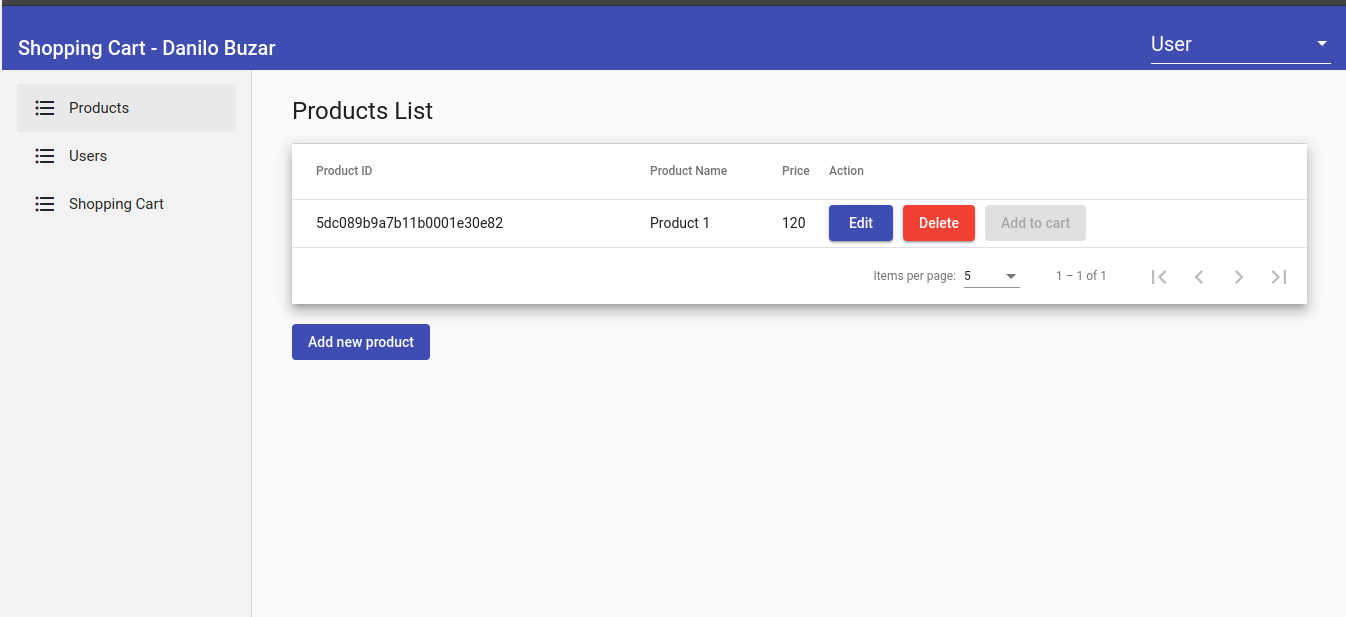 Shopping Cart - Danilo Buzar
User
Products
Users
Shopping Cart
Products List
Product ID Product Name Price Action
5dc089b9a7b11b0001e30e82 Product 1 120 Edit Delete Add to cart
Items per page: 5 1 – 1 of 1
Add new product